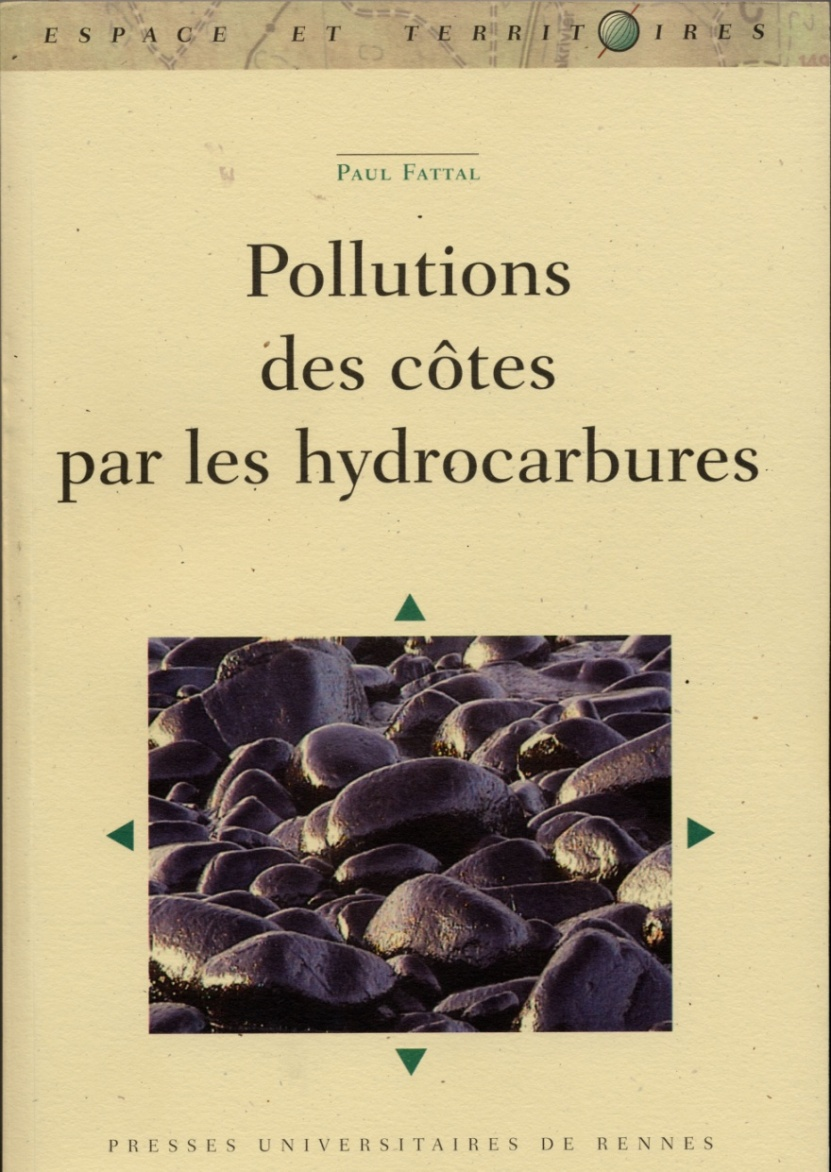 ESPACE ET TERRITOIRES
PAUL FATTAL
Pollutions
des côtes
par les hydrocarbures
PRESSES UNIVERSITAIRES DE RENNES